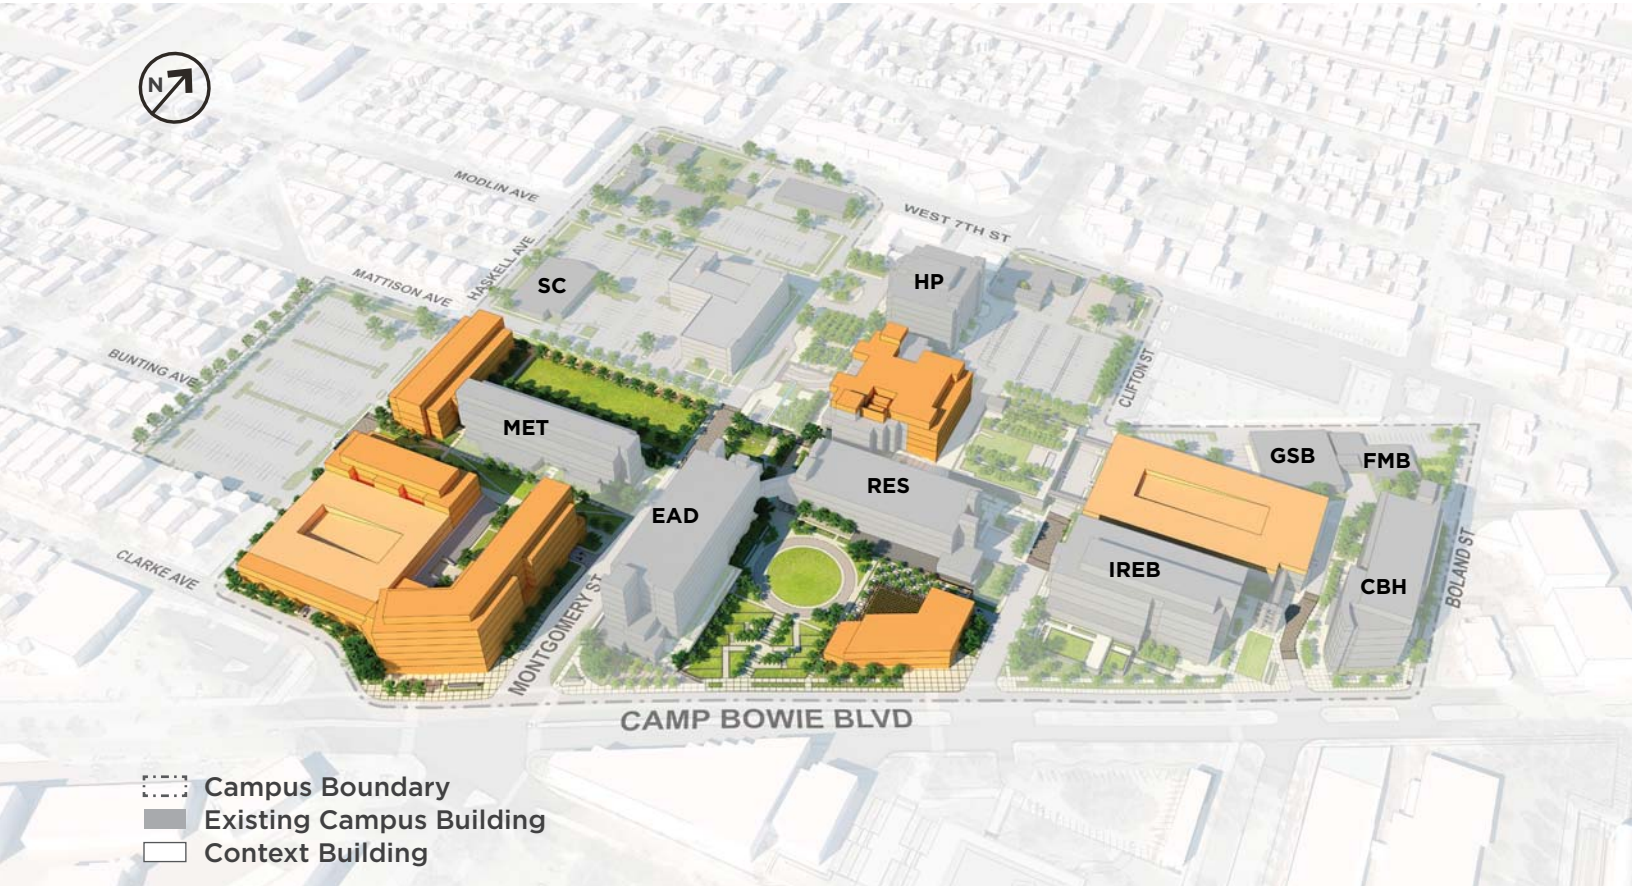 N
MODLIN AVE
WEST 7TH ST
HASKELL AVE
MATTISON AVE
SC
HP
BUNTING AVE
CLIFTON ST
MET
GSB
FMB
RES
EAD
CLARKE AVE
IREB
CBH
BOLAND ST
MONTGOMERY ST
CAMP BOWIE BLVD
Campus Boundary
Existing Campus Building
Context Building